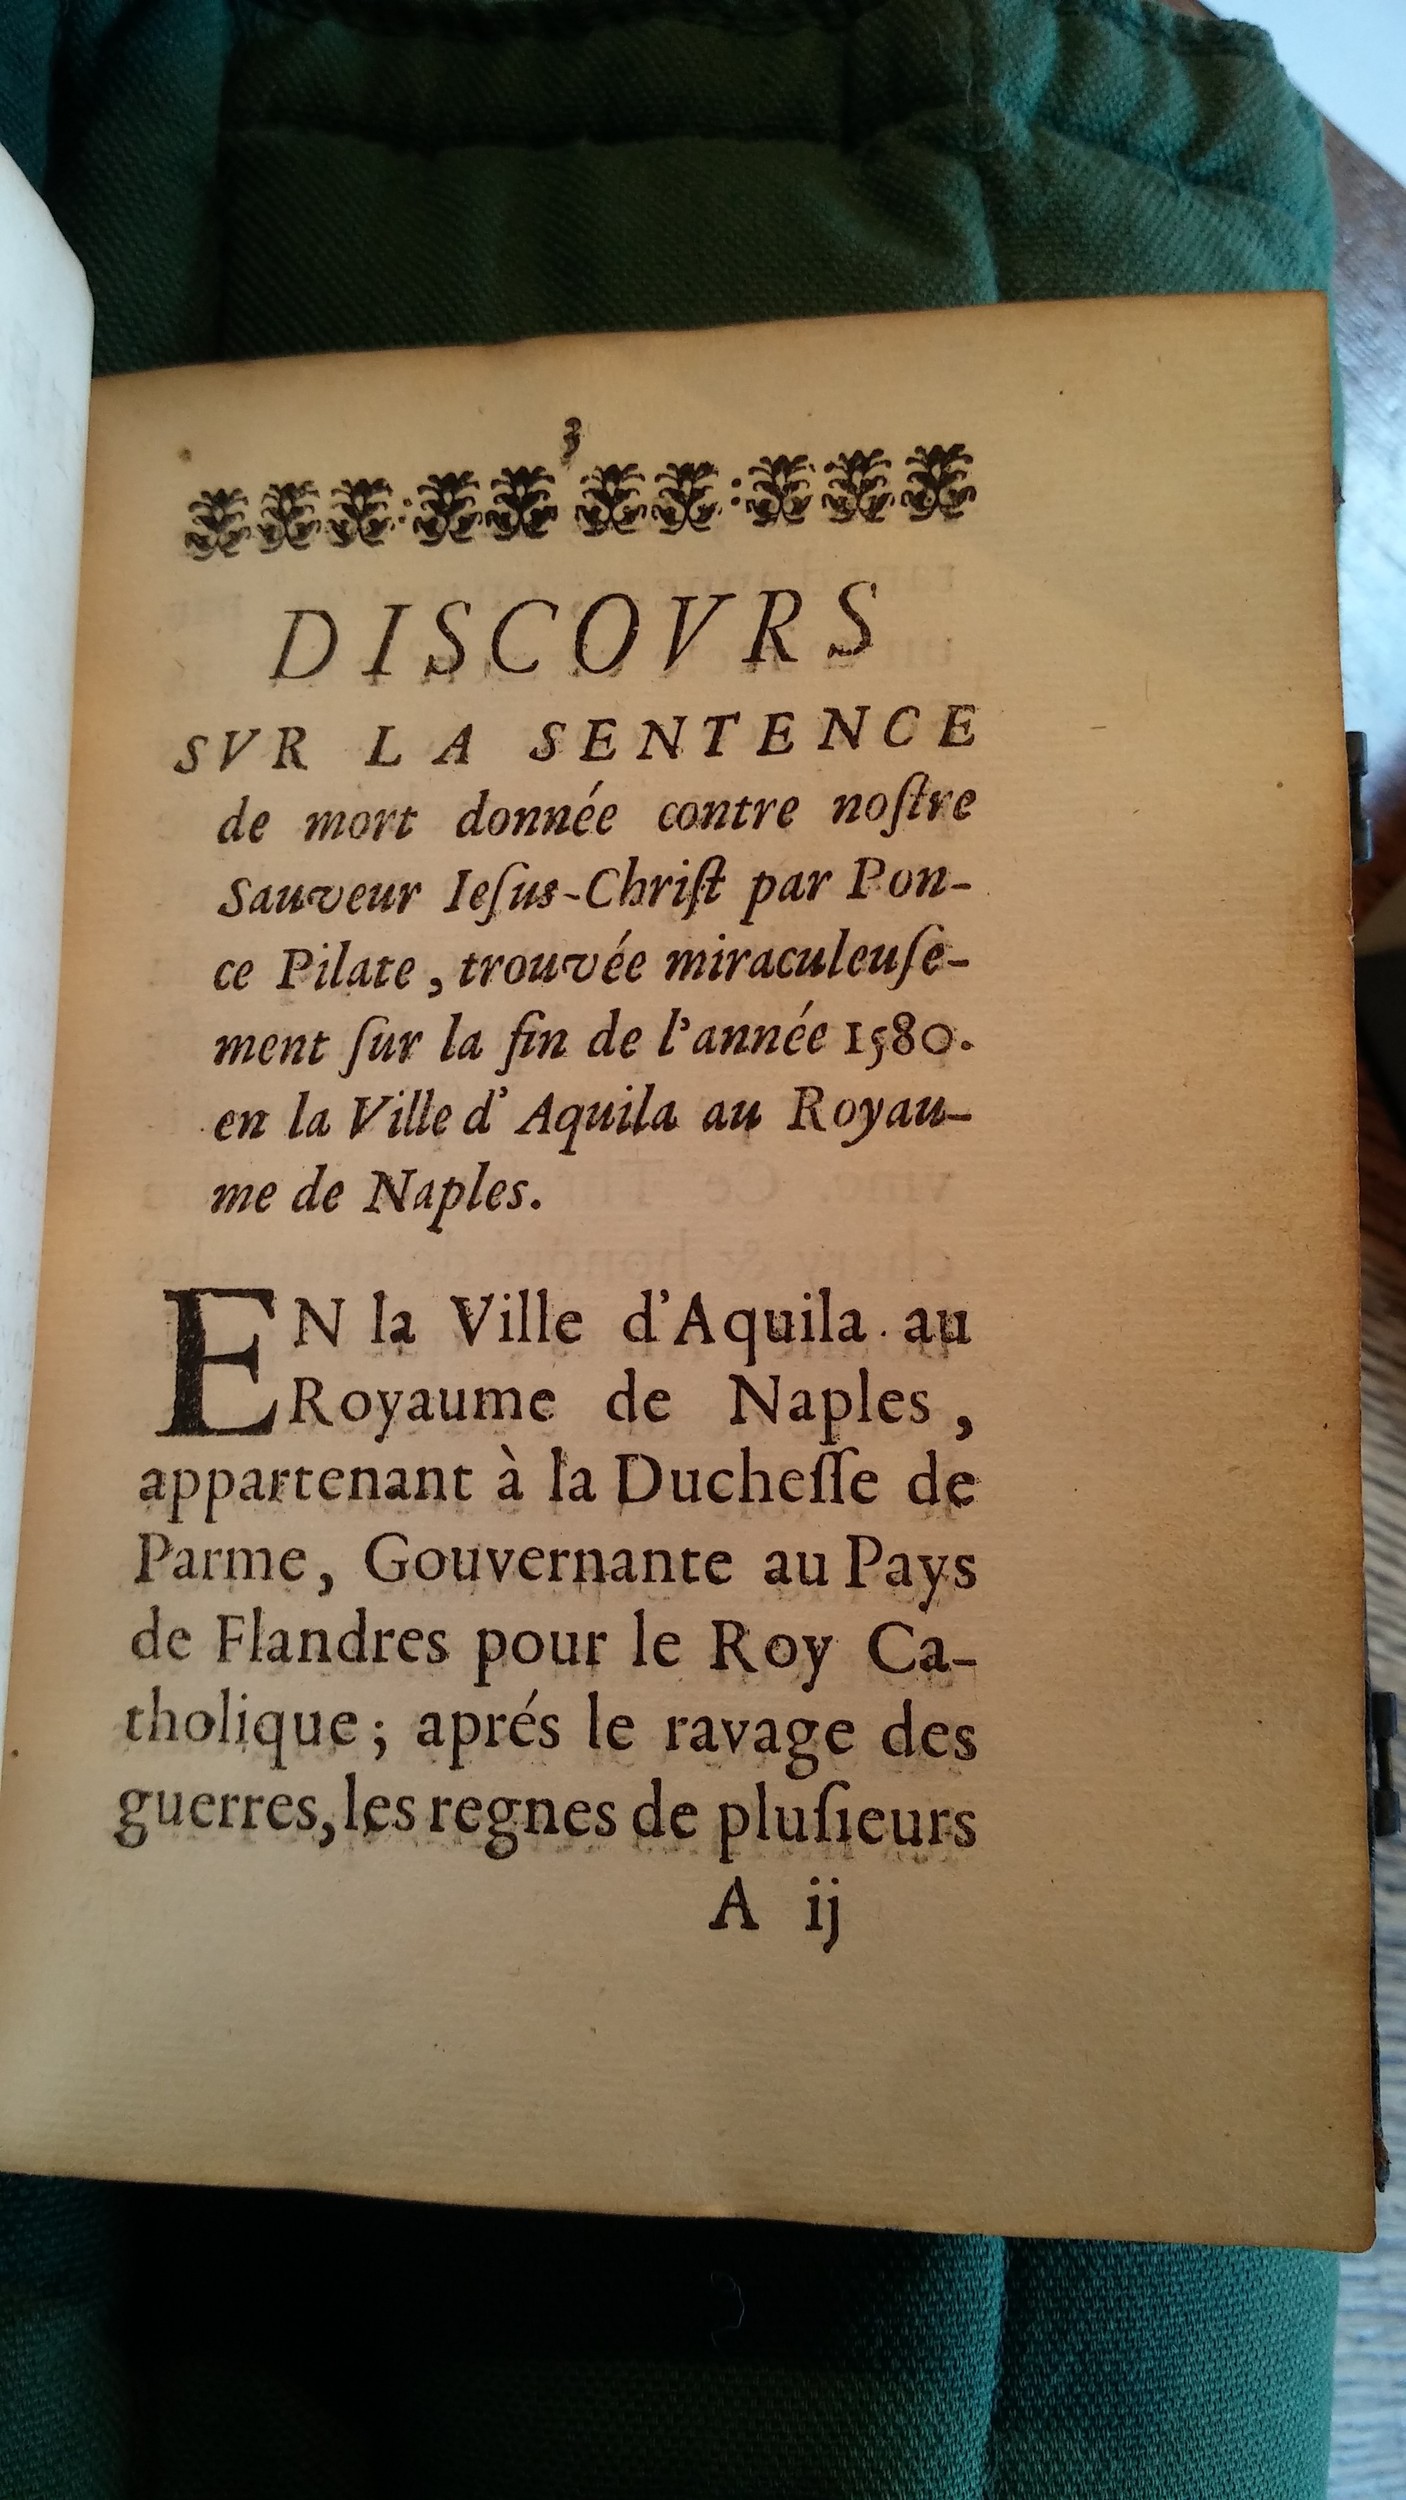 3
DISCOVRS
SVR LA SENTENCE
de mort donnée contre noſtre
Sauveur Ieſus-Chriſt par Pon-
ce Pilate, trouvée miraculeuſe-
ment ſur la fin de l'année 1580.
en la Ville d'Aquila au Royau-
me de Naples.
EN la Ville d'Aquila au
Royaume de Naples,
appartenant à la Ducheſſe de
Parme, Gouvernante au Pays
de Flandres pour le Roy Ca-
tholique; aprés le ravage des
guerres, les regnes de pluſieurs
A ij